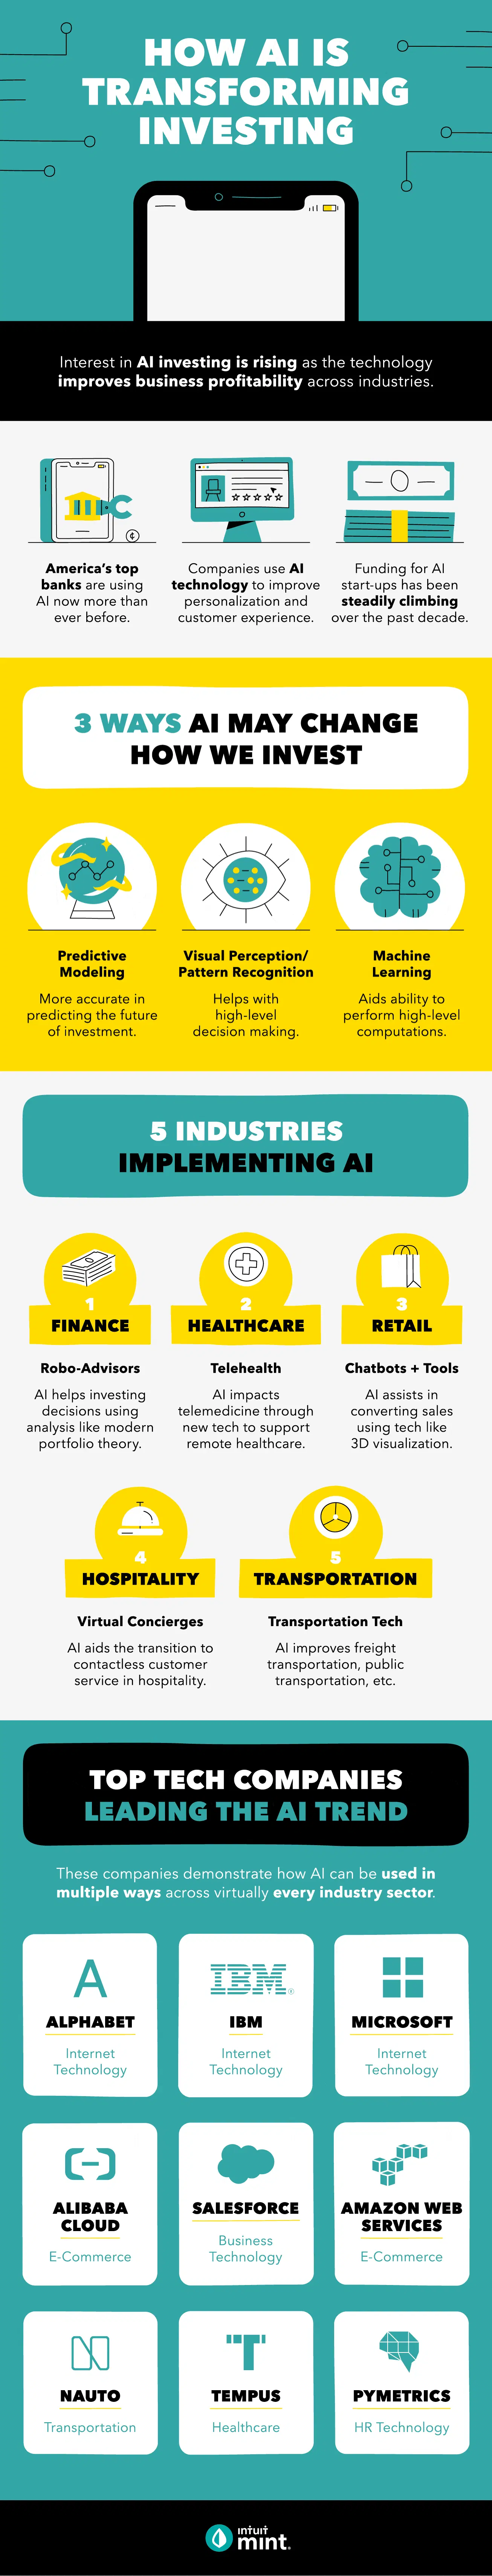 HOW AI IS
TRANSFORMING
INVESTING
Interest in AI investing is rising as the technology
improves business profitability across industries.
America's top
banks are using
AI now more than
ever before.
Companies use AI
technology to improve
personalization and
customer experience.
Funding for AI
start-ups has been
steadily climbing
over the past decade.
3 WAYS AI MAY CHANGE
HOW WE INVEST
Predictive
Modeling
More accurate in
predicting the future
of investment.
Visual Perception/
Pattern Recognition
Helps with
high-level
decision making.
Machine
Learning
Aids ability to
perform high-level
computations.
5 INDUSTRIES
IMPLEMENTING AI
1
FINANCE
Robo-Advisors
AI helps investing
decisions using
analysis like modern
portfolio theory.
2
HEALTHCARE
Telehealth
AI impacts
telemedicine through
new tech to support
remote healthcare.
3
RETAIL
Chatbots + Tools
AI assists in
converting sales
using tech like
3D visualization.
4
HOSPITALITY
Virtual Concierges
AI aids the transition to
contactless customer
service in hospitality.
5
TRANSPORTATION
Transportation Tech
AI improves freight
transportation, public
transportation, etc.
TOP TECH COMPANIES
LEADING THE AI TREND
These companies demonstrate how AI can be used in
multiple ways across virtually every industry sector.
A
ALPHABET
Internet
Technology
IBM®
IBM
Internet
Technology
MICROSOFT
Internet
Technology
ALIBABA
CLOUD
E-Commerce
SALESFORCE
Business
Technology
AMAZON WEB
SERVICES
E-Commerce
N
NAUTO
Transportation
T
TEMPUS
Healthcare
PYMETRICS
HR Technology
intuit
mint.